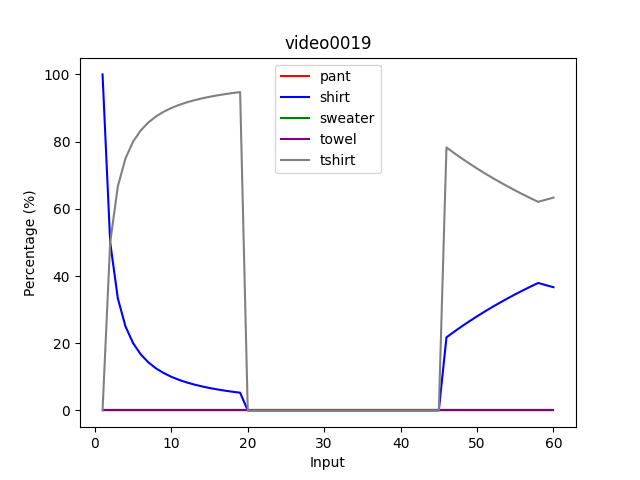 video0019
pant
shirt
sweater
towel
tshirt
Percentage (%)
100
80
60
40
20
0
0 10 20 30 40 50 60
Input